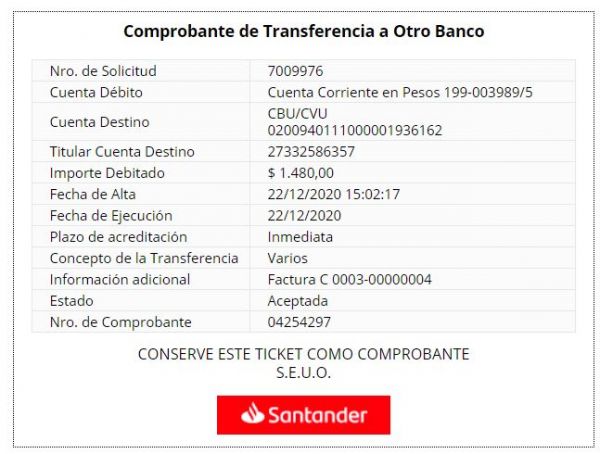 Comprobante de Transferencia a Otro Banco
Nro. de Solicitud 7009976
Cuenta Débito Cuenta Corriente en Pesos 199-003989/5
Cuenta Destino CBU/CVU
0200940111000001936162
Titular Cuenta Destino 27332586357
Importe Debitado $ 1.480,00
Fecha de Alta 22/12/2020 15:02:17
Fecha de Ejecución 22/12/2020
Plazo de acreditación Inmediata
Concepto de la Transferencia Varios
Información adicional Factura C 0003-00000004
Estado Aceptada
Nro. de Comprobante 04254297
CONSERVE ESTE TICKET COMO COMPROBANTE
S.E.U.O.
Santander